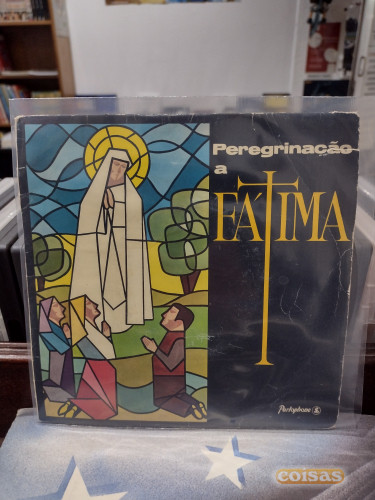 Peregrinação
a
FÁTIMA
Parlophone
coisas